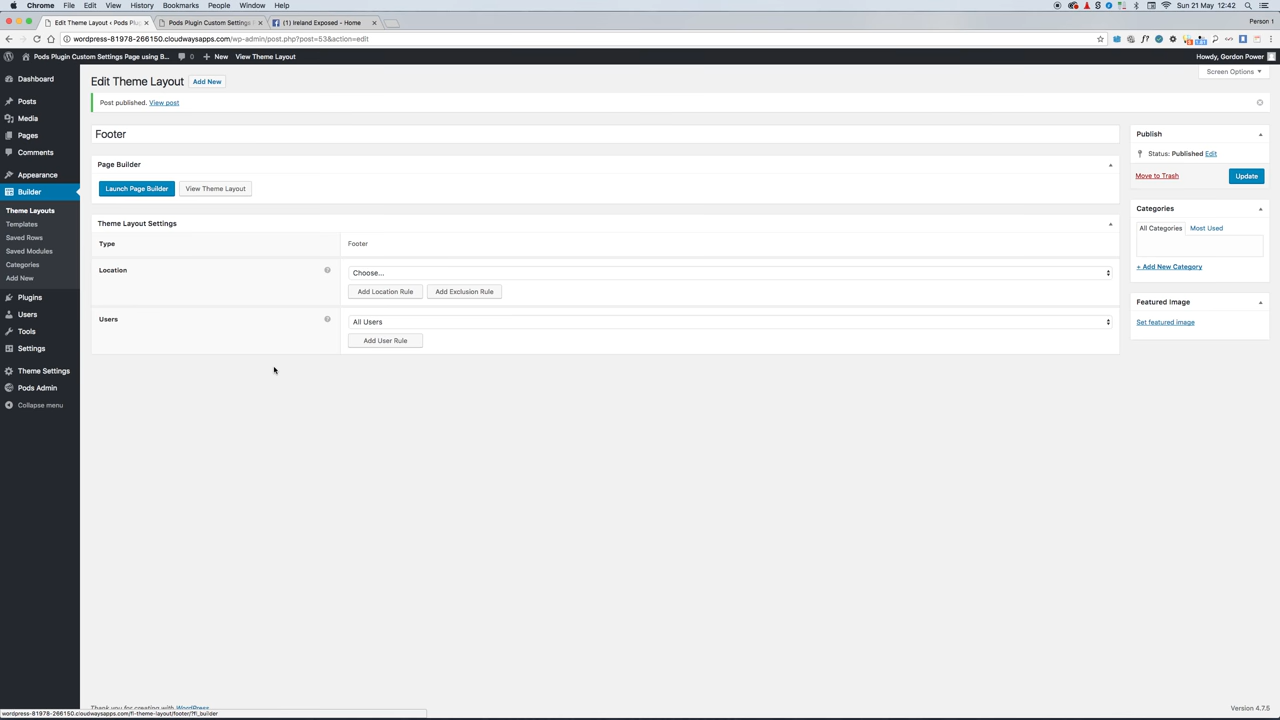 Chrome File Edit View History Bookmarks People Window Help
Sun 21 May 12:42
Edit Theme Layout ‹ Pods Plug
Pods Plugin Custom Settings
(1) Ireland Exposed - Home
Person 1
wordpress-81978-266150.cloudwaysapps.com/wp-admin/post.php?post=53&action=edit
Pods Plugin Custom Settings Page using B... 0 New View Theme Layout
Howdy, Gordon Power
Dashboard
Posts
Media
Pages
Comments
Appearance
Builder
Theme Layouts
Templates
Saved Rows
Saved Modules
Categories
Add New
Plugins
Users
Tools
Settings
Theme Settings
Pods Admin
Collapse menu
Edit Theme Layout Add New
Screen Options
Post published. View post
Footer
Page Builder
Launch Page Builder View Theme Layout
Theme Layout Settings
Type Footer
Location Choose...
Add Location Rule Add Exclusion Rule
Users All Users
Add User Rule
Publish
Status: Published Edit
Move to Trash Update
Categories
All Categories Most Used
+ Add New Category
Featured Image
Set featured image
Thank you for creating with WordPress
Version 4.7.5
wordpress-81978-266150.cloudwaysapps.com/fl-theme-layout/footer/?fl_builder